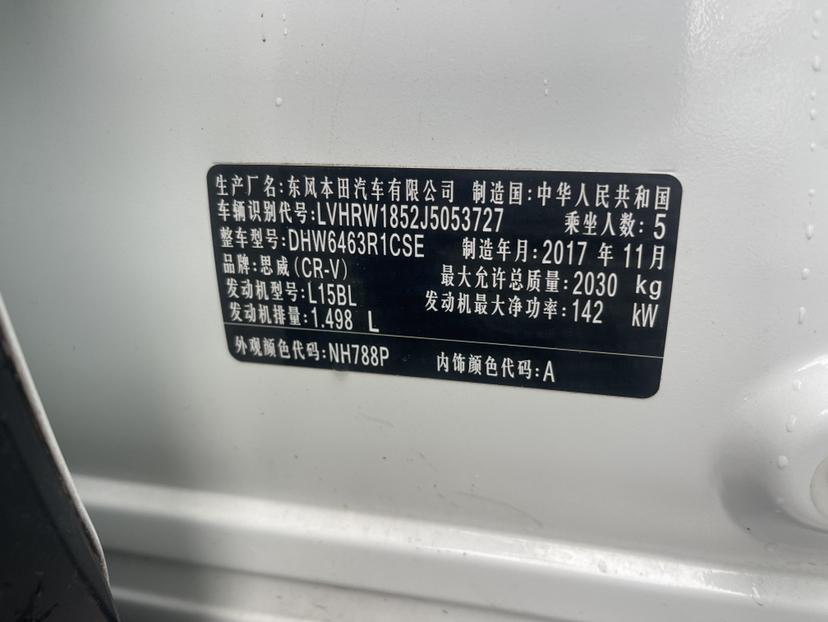 生产厂名:东风本田汽车有限公司 制造国:中华人民共和国
车辆识别代号:LVHRW1852J5053727 乘坐人数:5
整车型号:DHW6463R1CSE 制造年月:2017 年 11 月
品牌:思威(CR-V) 最大允许总质量:2030 kg
发动机型号:L15BL 发动机最大净功率:142 kW
发动机排量:1.498 L
外观颜色代码:NH788P 内饰颜色代码:A